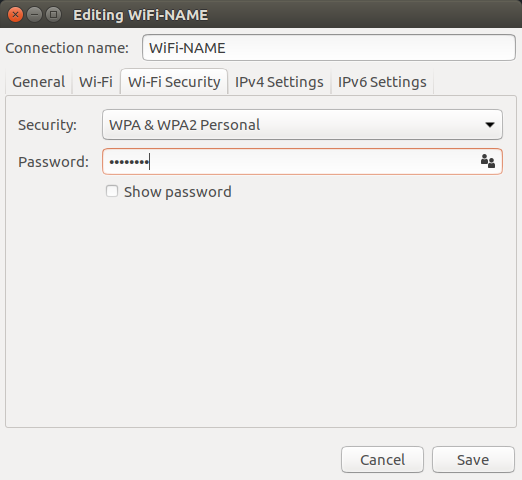 Editing WiFi-NAME
Connection name: WiFi-NAME
General Wi-Fi Wi-Fi Security IPv4 Settings IPv6 Settings
Security: WPA & WPA2 Personal
Password: ••••••••
Show password
Cancel Save